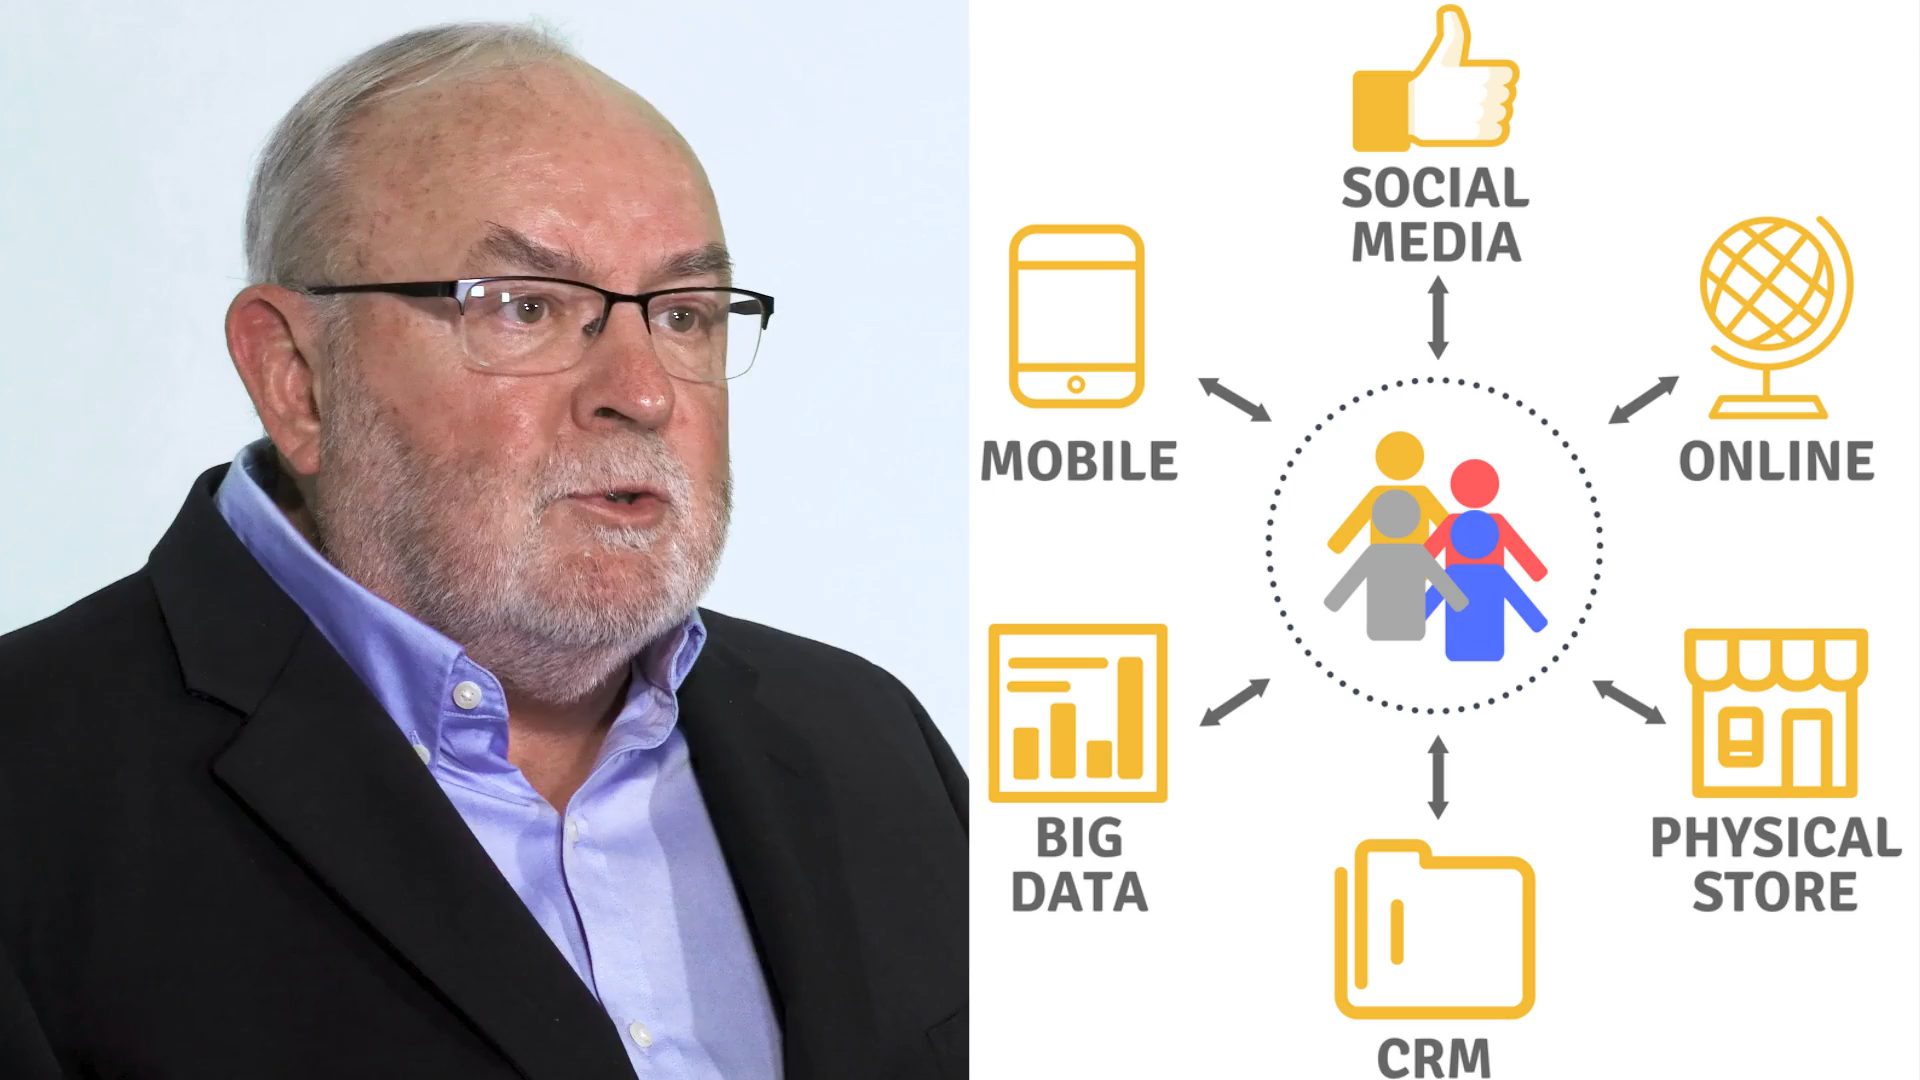 SOCIAL
MEDIA
MOBILE
ONLINE
BIG
DATA
PHYSICAL
STORE
CRM